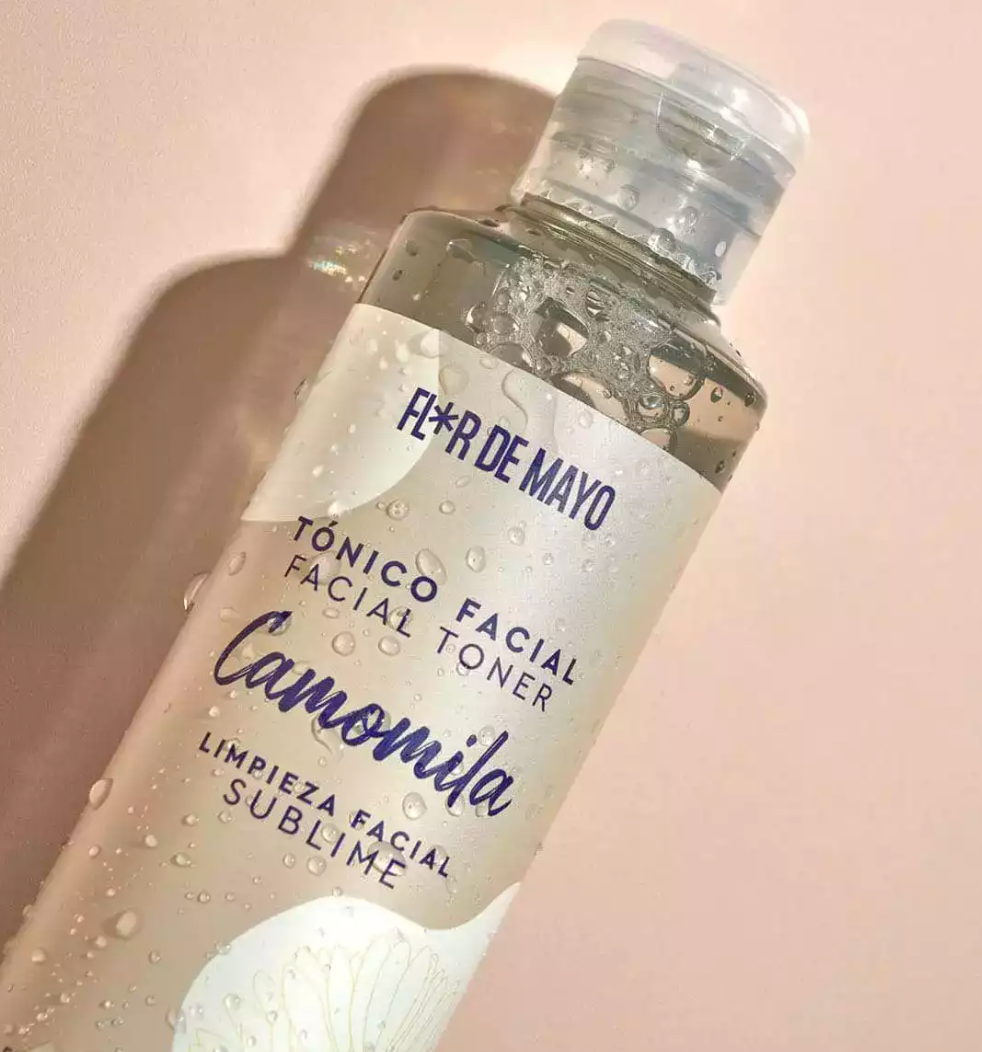 FL*R DE MAYO
TÓNICO FACIAL
FACIAL TONER
Camomila
LIMPIEZA FACIAL
SUBLIME